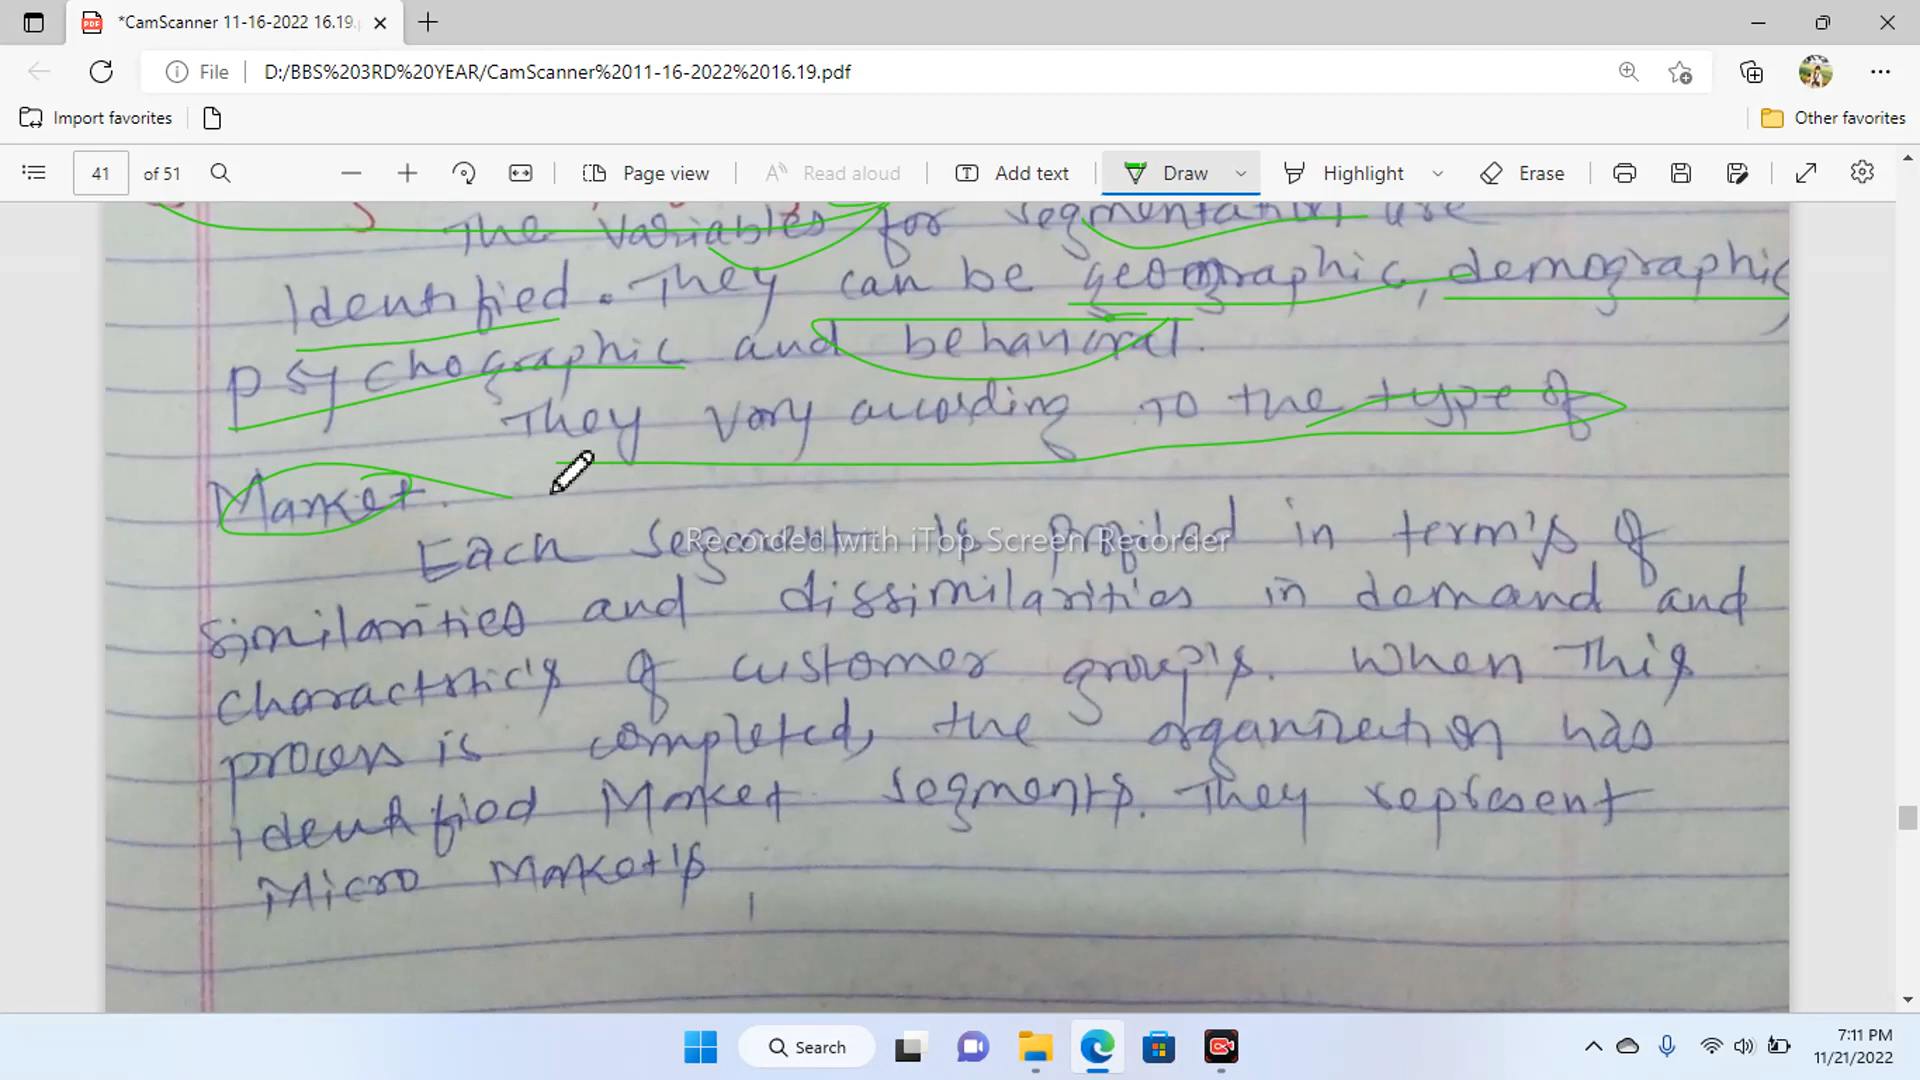 *CamScanner 11-16-2022 16.19.p
File
D:/BBS%203RD%20YEAR/CamScanner%2011-16-2022%2016.19.pdf
Import favorites
Other favorites
41 of 51
Page view
Read aloud
Add text
Draw
Highlight
Erase
The variables for segmentation are
Identified. They can be geographic, demographic,
psychographic and behavioral.
They vary according to the type of
Market.
Each segment is profiled in term's of
similarities and dissimilarities in demand and
charactrstic's of customer group's. When This
process is completed, the organization has
identified Market segments. They represent
Micro Market's
Recorded with iTop Screen Recorder
Search
7:11 PM
11/21/2022